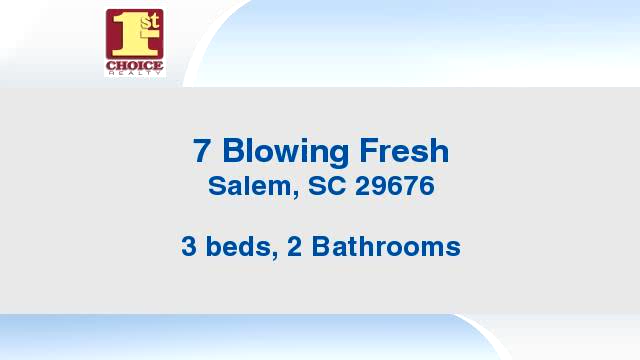 1st
CHOICE
REALTY
7 Blowing Fresh
Salem, SC 29676
3 beds, 2 Bathrooms